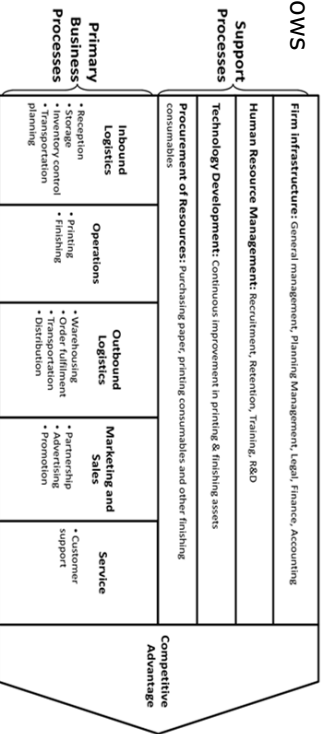 ows
Support
Processes
Firm infrastructure: General management, Planning Management, Legal, Finance, Accounting
Human Resource Management: Recruitment, Retention, Training, R&D
Technology Development: Continuous improvement in printing & finishing assets
Procurement of Resources: Purchasing paper, printing consumables and other finishing
consumables
Primary
Business
Processes
Inbound
Logistics
• Reception
• Storage
• Inventory control
• Transportation
planning
Operations
• Printing
• Finishing
Outbound
Logistics
• Warehousing
• Order fulfilment
• Transportation
• Distribution
Marketing and
Sales
• Partnership
• Advertising
• Promotion
Service
• Customer
support
Competitive
Advantage